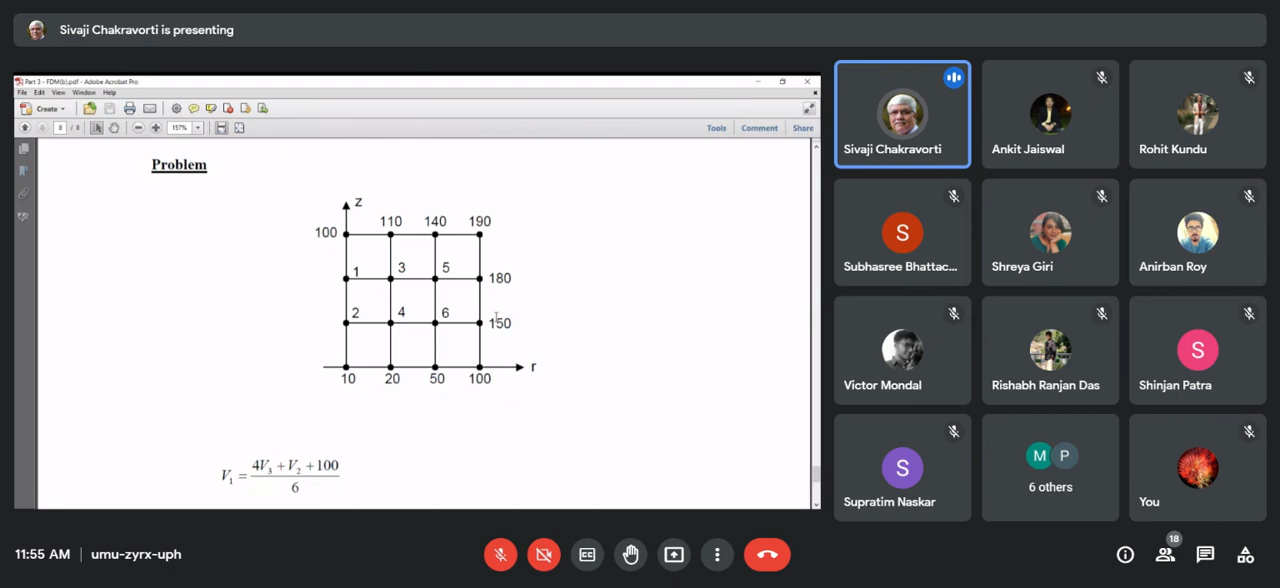 Sivaji Chakravorti is presenting
Part 3 - FDM(b).pdf - Adobe Acrobat Pro
File Edit View Window Help
Create
8 / 8 157% Tools Comment Share
Problem
z
110 140 190
100
1 3 5 180
2 4 6 150
r
10 20 50 100
V₁ = (4V₃ + V₂ + 100) / 6
Sivaji Chakravorti
Ankit Jaiswal
Rohit Kundu
S
Subhasree Bhattac...
Shreya Giri
Anirban Roy
Victor Mondal
Rishabh Ranjan Das
S
Shinjan Patra
S
Supratim Naskar
M P
6 others
You
11:55 AM | umu-zyrx-uph
CC
18